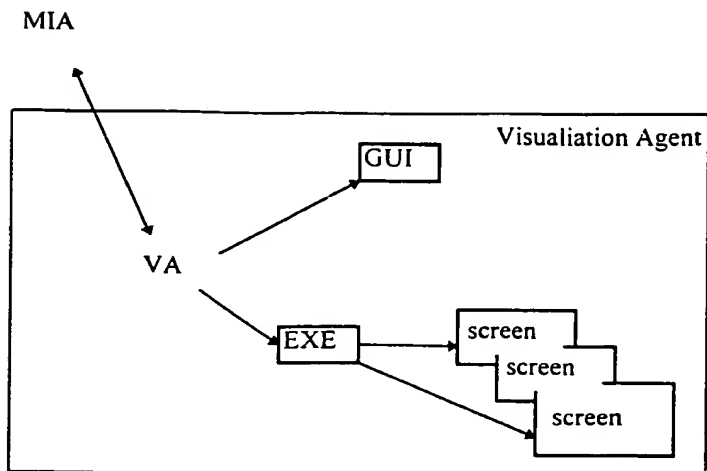 MIA
Visualiation Agent
GUI
VA
EXE
screen
screen
screen